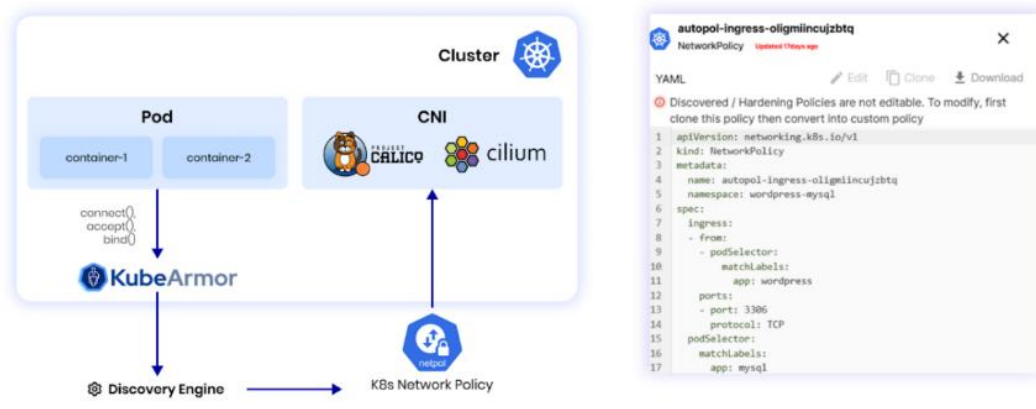 Cluster
Pod
container-1
container-2
CNI
PROJECT
CALICO
cilium
connect(),
accept(),
bind()
KubeArmor
Discovery Engine
netpol
K8s Network Policy
autopol-ingress-oligmiincujzbtq
NetworkPolicy Updated 17days ago
YAML Edit Clone Download
Discovered / Hardening Policies are not editable. To modify, first
clone this policy then convert into custom policy
1 apiVersion: networking.k8s.io/v1
2 kind: NetworkPolicy
3 metadata:
4 name: autopol-ingress-oligmiincujzbtq
5 namespace: wordpress-mysql
6 spec:
7 ingress:
8 - from:
9 - podSelector:
10 matchLabels:
11 app: wordpress
12 ports:
13 - port: 3306
14 protocol: TCP
15 podSelector:
16 matchLabels:
17 app: mysql